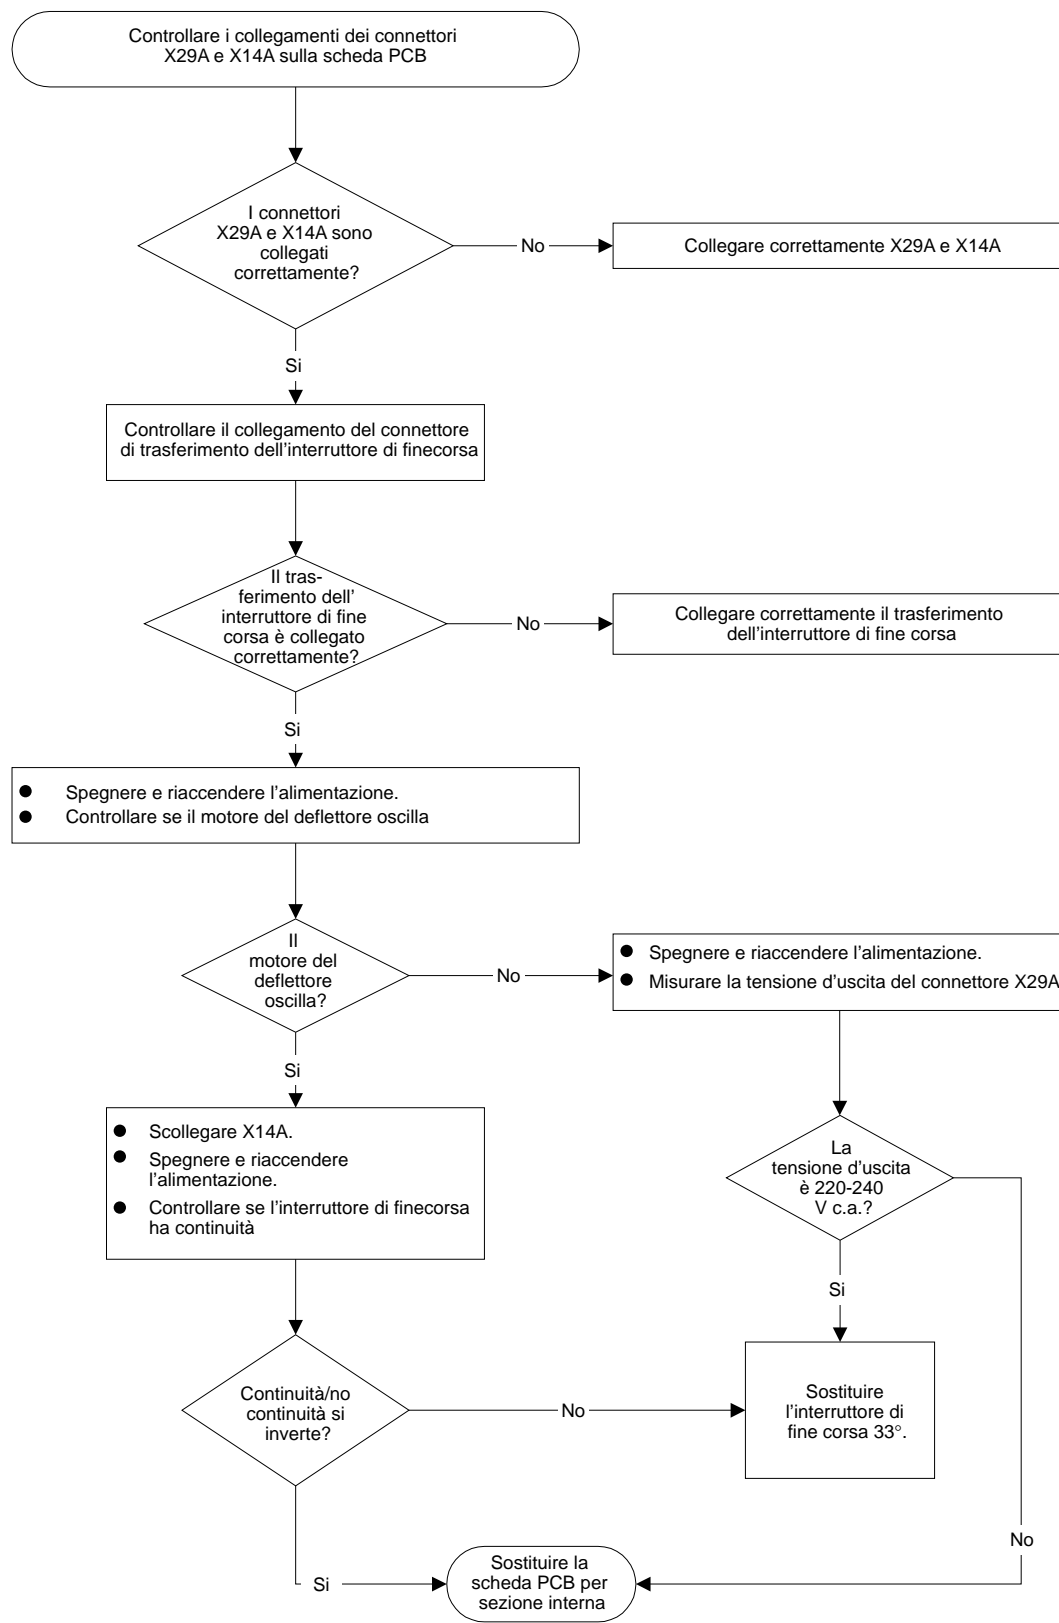 Controllare i collegamenti dei connettori
X29A e X14A sulla scheda PCB
I connettori
X29A e X14A sono
collegati
correttamente?
No
Collegare correttamente X29A e X14A
Si
Controllare il collegamento del connettore
di trasferimento dell'interruttore di finecorsa
Il tras-
ferimento dell'
interruttore di fine
corsa è collegato
correttamente?
No
Collegare correttamente il trasferimento
dell'interruttore di fine corsa
Si
● Spegnere e riaccendere l'alimentazione.
● Controllare se il motore del deflettore oscilla
Il
motore del
deflettore
oscilla?
No
● Spegnere e riaccendere l'alimentazione.
● Misurare la tensione d'uscita del connettore X29A
Si
● Scollegare X14A.
● Spegnere e riaccendere
l'alimentazione.
● Controllare se l'interruttore di finecorsa
ha continuità
La
tensione d'uscita
è 220-240
V c.a.?
Si
Continuità/no
continuità si
inverte?
No
Sostituire
l'interruttore di
fine corsa 33°.
No
Si
Sostituire la
scheda PCB per
sezione interna